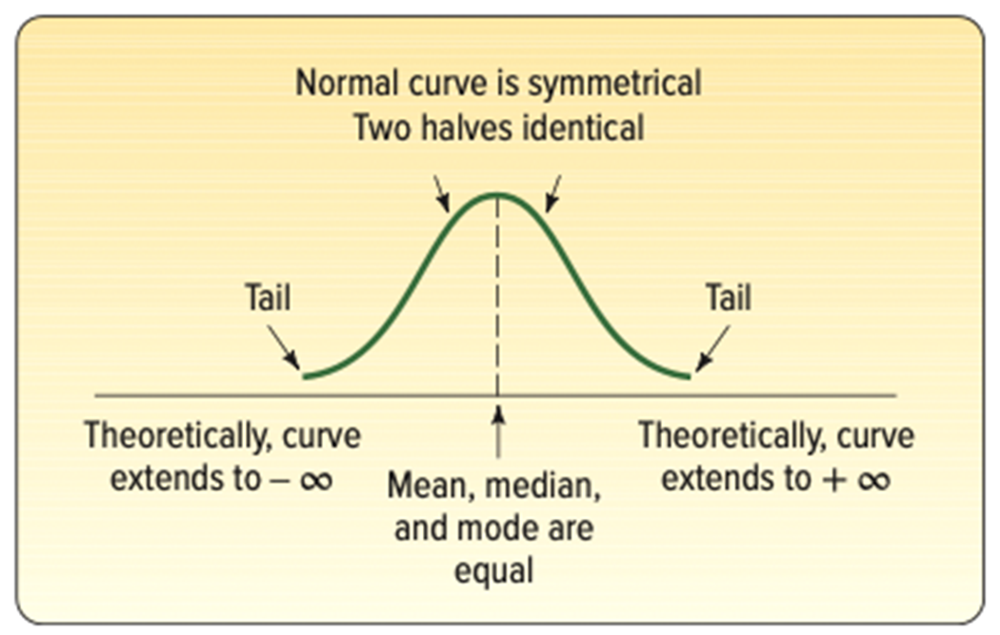 Normal curve is symmetrical
Two halves identical
Tail
Tail
Theoretically, curve
extends to – ∞
Mean, median,
and mode are
equal
Theoretically, curve
extends to + ∞